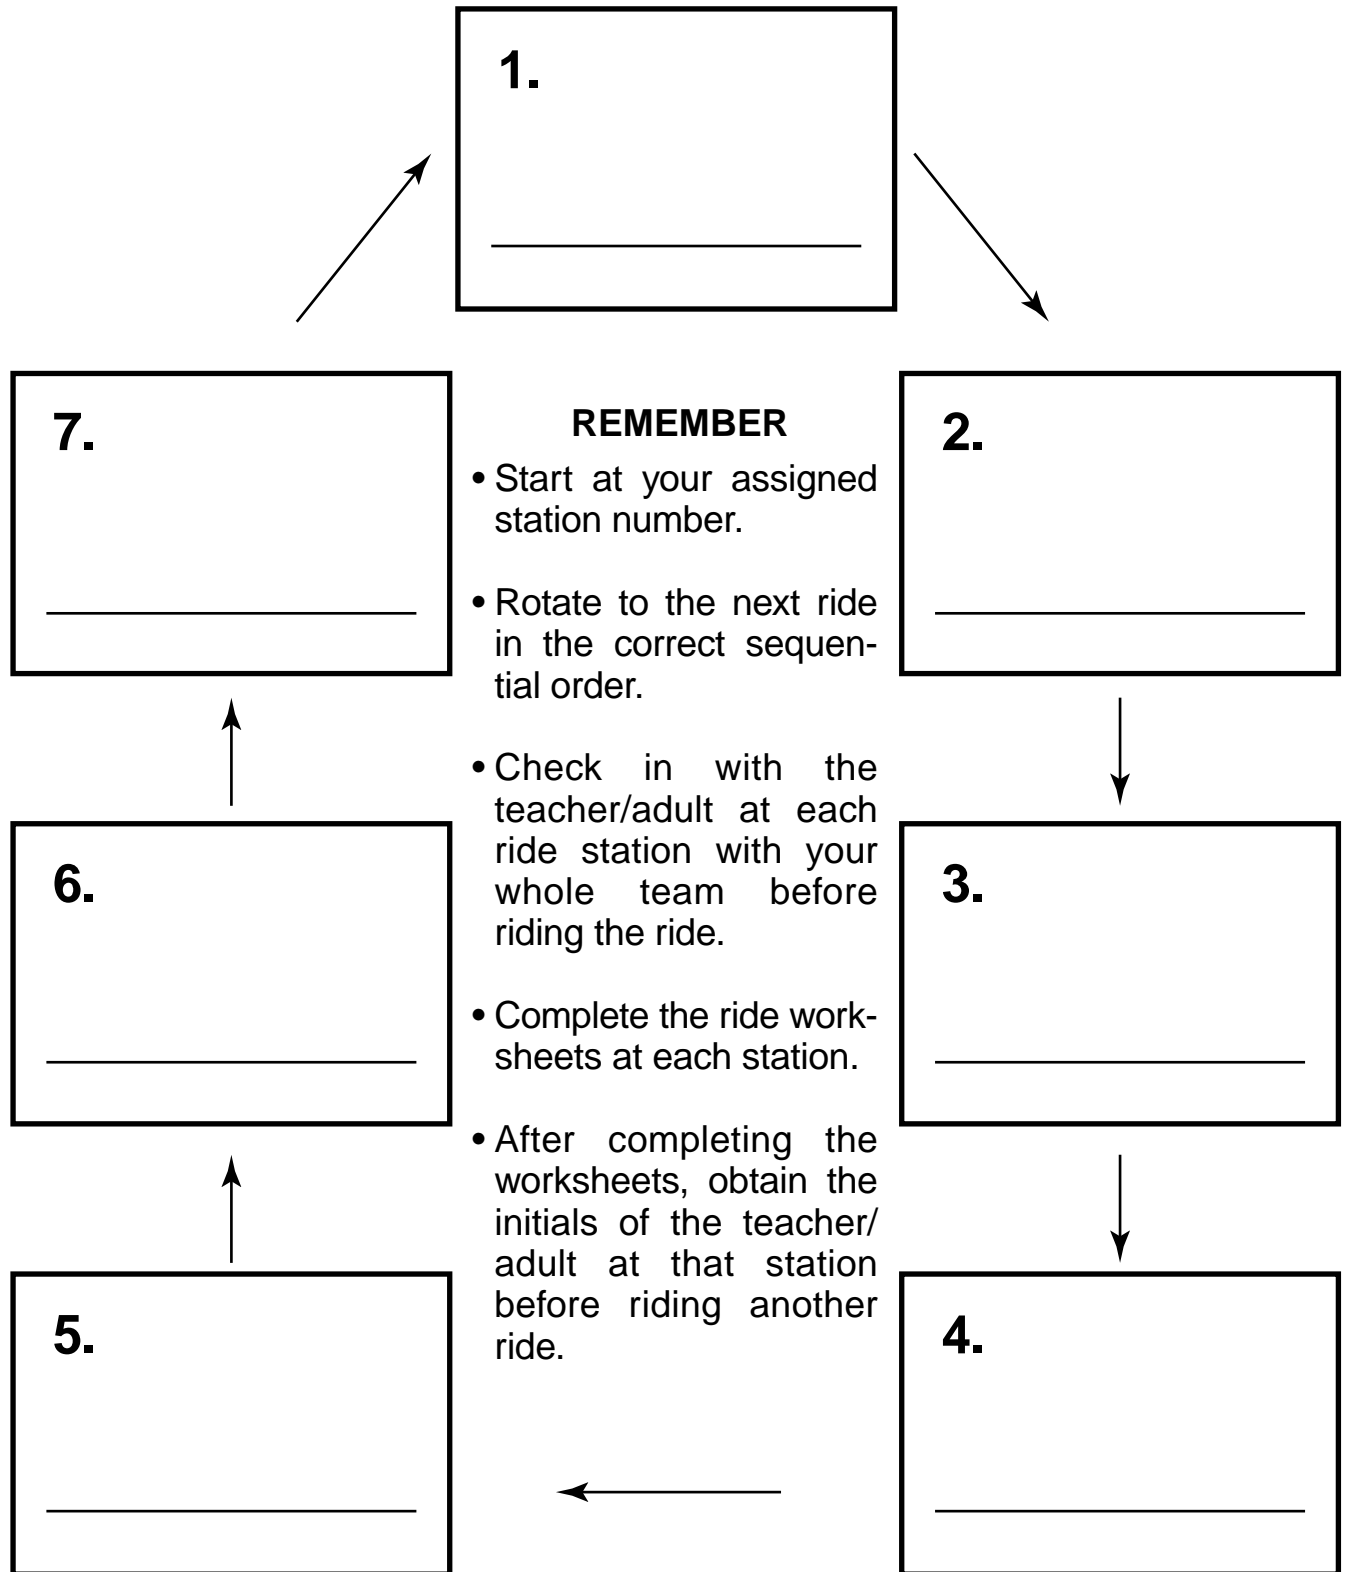 1.
7.
REMEMBER
• Start at your assigned
station number.
• Rotate to the next ride
in the correct sequen-
tial order.
• Check in with the
teacher/adult at each
ride station with your
whole team before
riding the ride.
• Complete the ride work-
sheets at each station.
• After completing the
worksheets, obtain the
initials of the teacher/
adult at that station
before riding another
ride.
2.
6.
3.
5.
4.